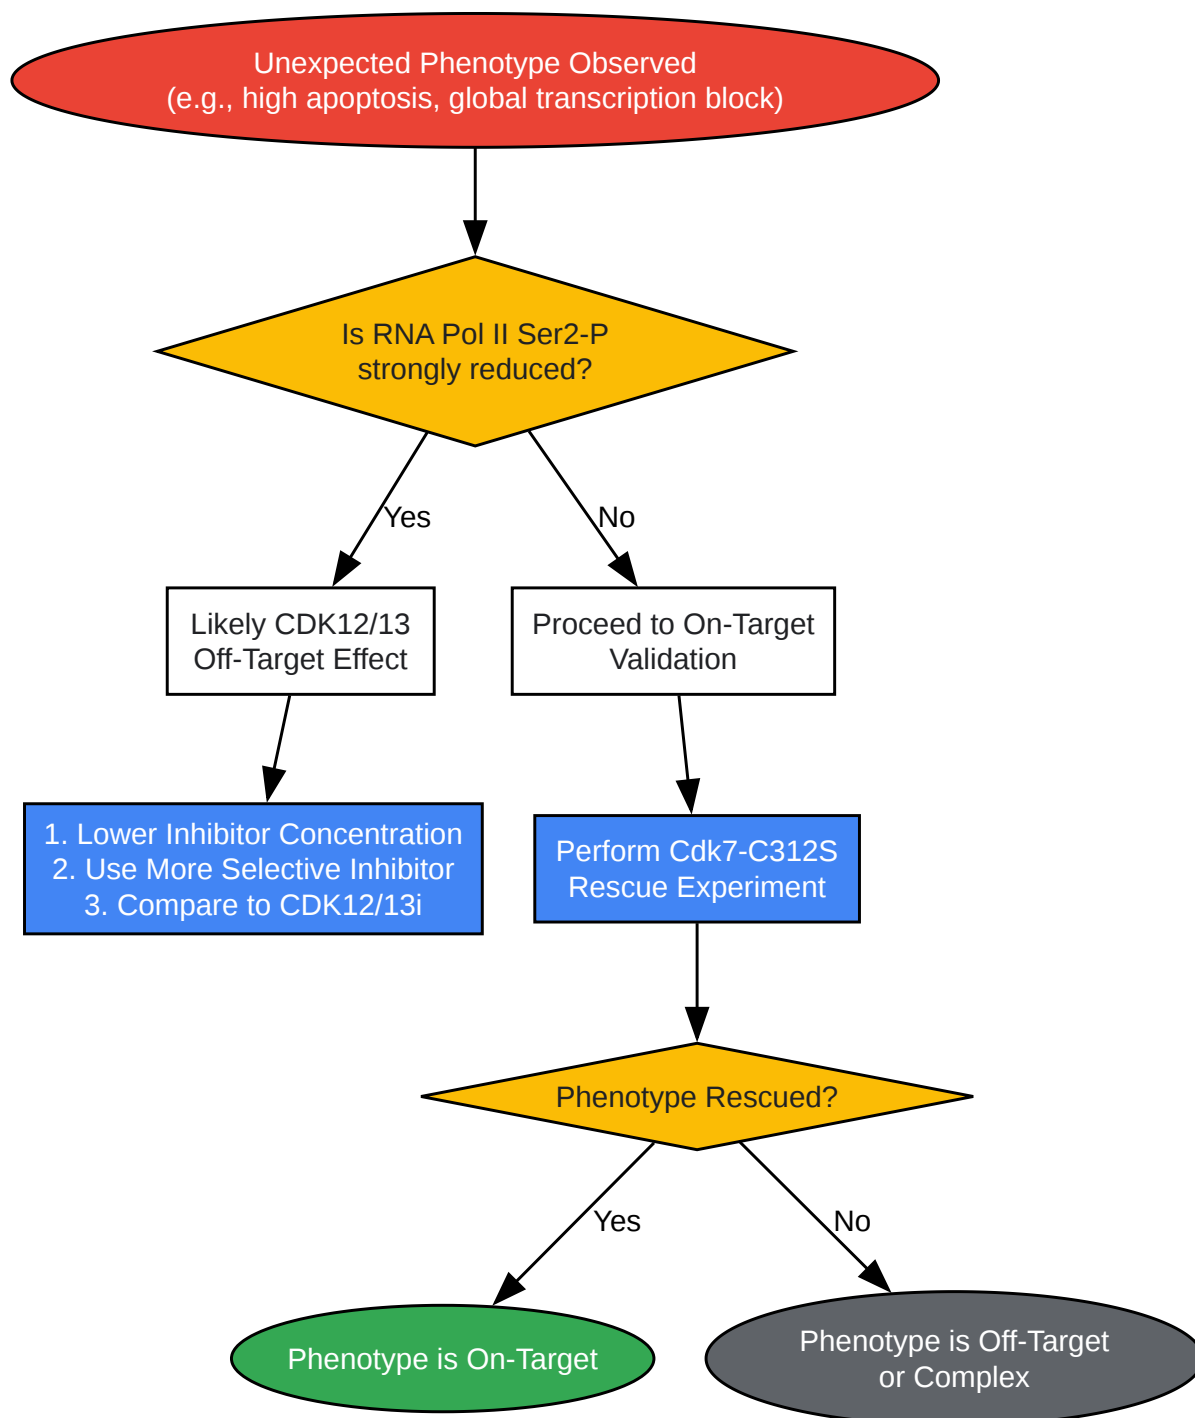 Unexpected Phenotype Observed
(e.g., high apoptosis, global transcription block)
Is RNA Pol II Ser2-P
strongly reduced?
Yes
No
Likely CDK12/13
Off-Target Effect
Proceed to On-Target
Validation
1. Lower Inhibitor Concentration
2. Use More Selective Inhibitor
3. Compare to CDK12/13i
Perform Cdk7-C312S
Rescue Experiment
Phenotype Rescued?
Yes
No
Phenotype is On-Target
Phenotype is Off-Target
or Complex